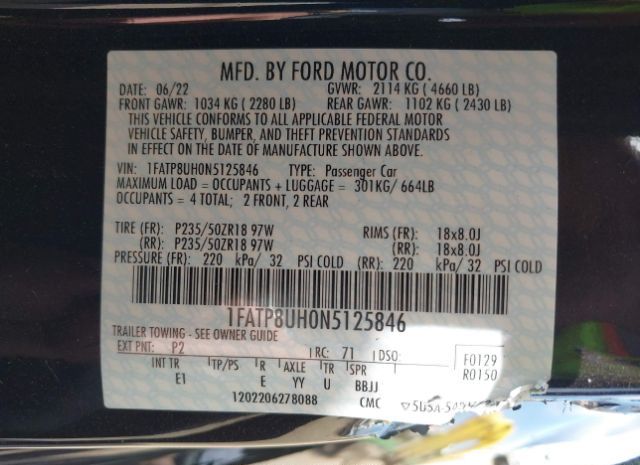 MFD. BY FORD MOTOR CO.
DATE: 06/22 GVWR: 2114 KG ( 4660 LB)
FRONT GAWR: 1034 KG ( 2280 LB) REAR GAWR: 1102 KG ( 2430 LB)
THIS VEHICLE CONFORMS TO ALL APPLICABLE FEDERAL MOTOR
VEHICLE SAFETY, BUMPER, AND THEFT PREVENTION STANDARDS
IN EFFECT ON THE DATE OF MANUFACTURE SHOWN ABOVE.
VIN: 1FATP8UH0N5125846 TYPE: Passenger Car
MAXIMUM LOAD = OCCUPANTS + LUGGAGE = 301KG/ 664LB
OCCUPANTS = 4 TOTAL; 2 FRONT, 2 REAR
TIRE (FR): P235/50ZR18 97W RIMS (FR): 18x8.0J
(RR): P235/50ZR18 97W (RR): 18x8.0J
PRESSURE (FR): 220 kPa/ 32 PSI COLD (RR): 220 kPa/ 32 PSI COLD
1FATP8UH0N5125846
TRAILER TOWING - SEE OWNER GUIDE
EXT PNT: P2 RC: 71 DSO: F0129
INT TR TP/PS R AXLE TR SPR R0150
E1 E YY U BBJJ
1202206278088 CMC